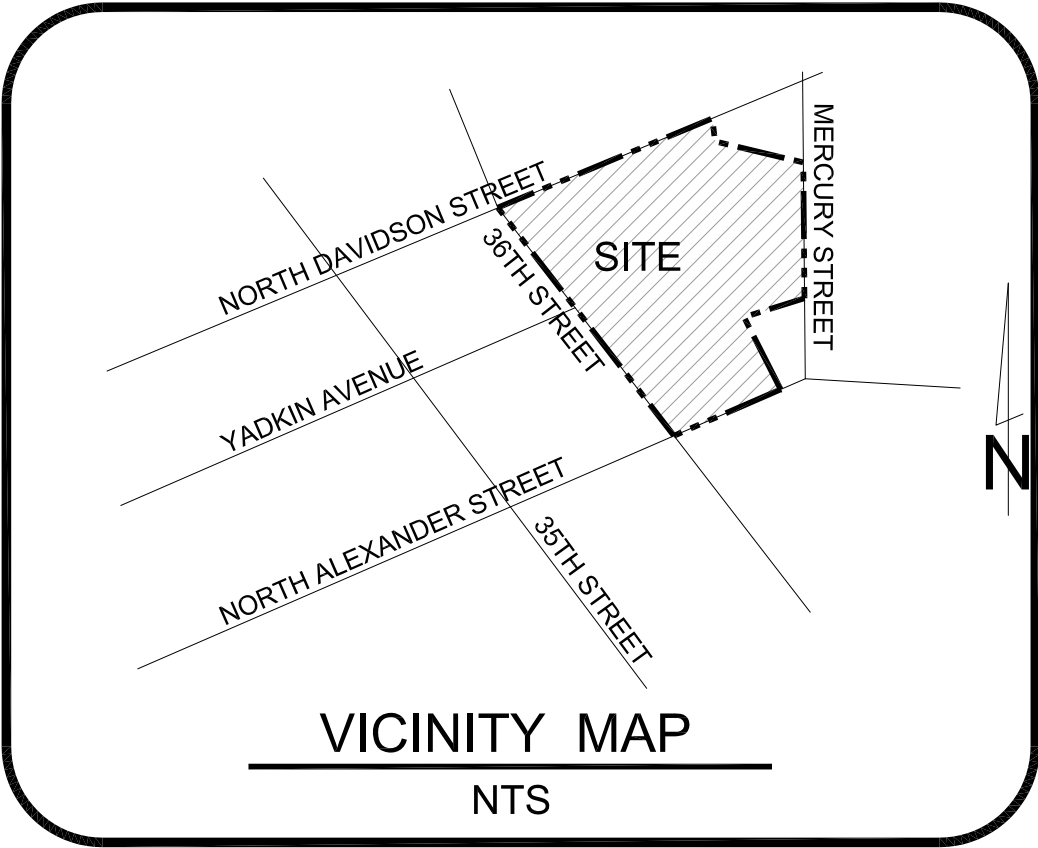 MERCURY STREET
NORTH DAVIDSON STREET
36TH STREET
SITE
YADKIN AVENUE
NORTH ALEXANDER STREET
35TH STREET
N
VICINITY MAP
NTS